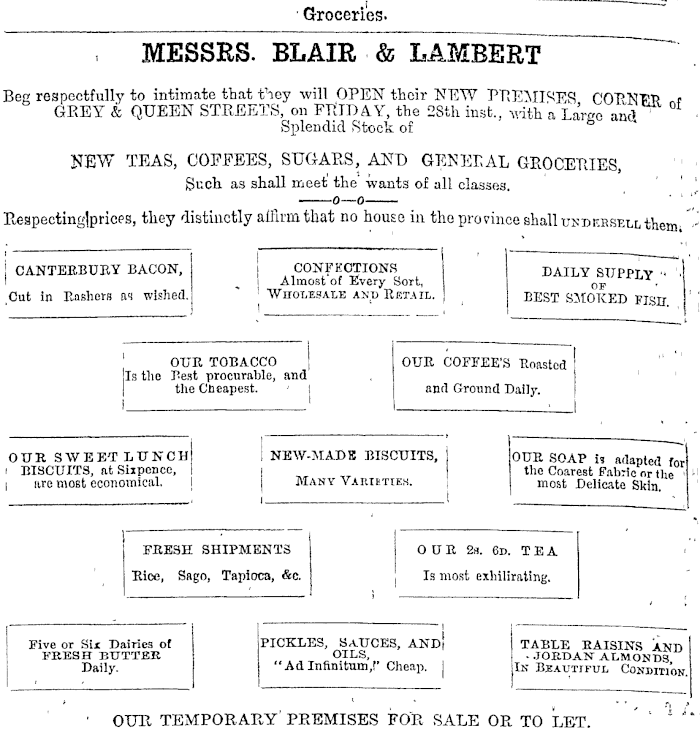 Groceries.
MESSRS. BLAIR & LAMBERT
Beg respectfully to intimate that they will OPEN their NEW PREMISES, CORNER of
GREY & QUEEN STREETS, on FRIDAY, the 28th inst., with a Large and
Splendid Stock of
NEW TEAS, COFFEES, SUGARS, AND GENERAL GROCERIES,
Such as shall meet the wants of all classes.
—o—o—
Respecting prices, they distinctly affirm that no house in the province shall UNDERSELL them.
CANTERBURY BACON,
Cut in Rashers as wished.
CONFECTIONS
Almost of Every Sort,
WHOLESALE AND RETAIL.
DAILY SUPPLY
OF
BEST SMOKED FISH.
OUR TOBACCO
Is the Best procurable, and
the Cheapest.
OUR COFFEE'S Roasted
and Ground Daily.
OUR SWEET LUNCH
BISCUITS, at Sixpence,
are most economical.
NEW-MADE BISCUITS,
MANY VARIETIES.
OUR SOAP is adapted for
the Coarest Fabric or the
most Delicate Skin.
FRESH SHIPMENTS
Rice, Sago, Tapioca, &c.
OUR 2s. 6D. TEA
Is most exhilirating.
Five or Six Dairies of
FRESH BUTTER
Daily.
PICKLES, SAUCES, AND
OILS,
"Ad Infinitum," Cheap.
TABLE RAISINS AND
JORDAN ALMONDS,
IN BEAUTIFUL CONDITION.
OUR TEMPORARY PREMISES FOR SALE OR TO LET.